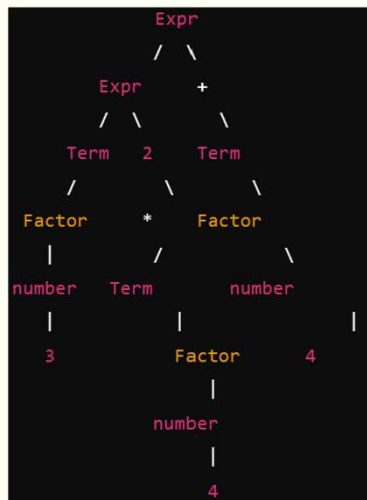 Expr
/ \
Expr +
/ \ \
Term 2 Term
/ \ \
Factor * Factor
| / \
number Term number
| | |
3 Factor 4
|
number
|
4